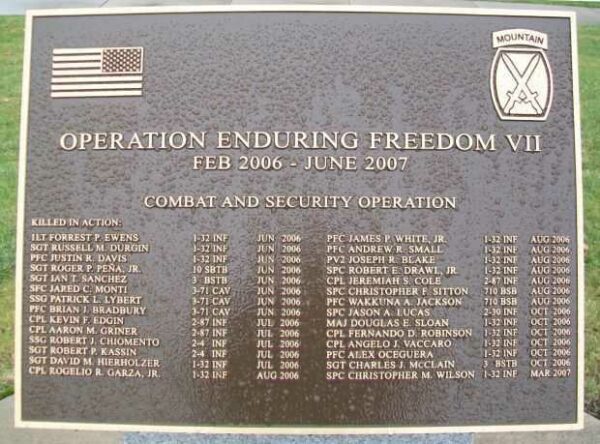 MOUNTAIN
OPERATION ENDURING FREEDOM VII
FEB 2006 - JUNE 2007
COMBAT AND SECURITY OPERATION
KILLED IN ACTION:
1LT FORREST P. EWENS 1-32 INF JUN 2006
SGT RUSSELL M. DURGIN 1-32 INF JUN 2006
PFC JUSTIN R. DAVIS 1-32 INF JUN 2006
SGT ROGER P. PEÑA, JR. 10 SBTB JUN 2006
SGT IAN T. SANCHEZ 3 BSTB JUN 2006
SFC JARED C. MONTI 3-71 CAV JUN 2006
SSG PATRICK L. LYBERT 3-71 CAV JUN 2006
PFC BRIAN J. BRADBURY 3-71 CAV JUN 2006
CPL KEVIN F. EDGIN 2-87 INF JUL 2006
CPL AARON M. GRINER 2-87 INF JUL 2006
SSG ROBERT J. CHIOMENTO 2-4 INF JUL 2006
SGT ROBERT P. KASSIN 2-4 INF JUL 2006
SGT DAVID M. HIERHOLZER 1-32 INF JUL 2006
CPL ROGELIO R. GARZA, JR. 1-32 INF AUG 2006
PFC JAMES P. WHITE, JR. 1-32 INF AUG 2006
PFC ANDREW R. SMALL 1-32 INF AUG 2006
PV2 JOSEPH R. BLAKE 1-32 INF AUG 2006
SPC ROBERT E. DRAWL, JR 1-32 INF AUG 2006
CPL JEREMIAH S. COLE 2-87 INF AUG 2006
SPC CHRISTOPHER F. SITTON 710 BSB AUG 2006
PFC WAKKUNA A. JACKSON 710 BSB AUG 2006
SPC JASON A. LUCAS 2-30 INF OCT 2006
MAJ DOUGLAS E. SLOAN 1-32 INF OCT 2006
CPL FERNANDO D. ROBINSON 1-32 INF OCT 2006
CPL ANGELO J. VACCARO 1-32 INF OCT 2006
PFC ALEX OCEGUERA 1-32 INF OCT 2006
SGT CHARLES J. MCCLAIN 3 BSTB OCT 2006
SPC CHRISTOPHER M. WILSON 1-32 INF MAR 2007